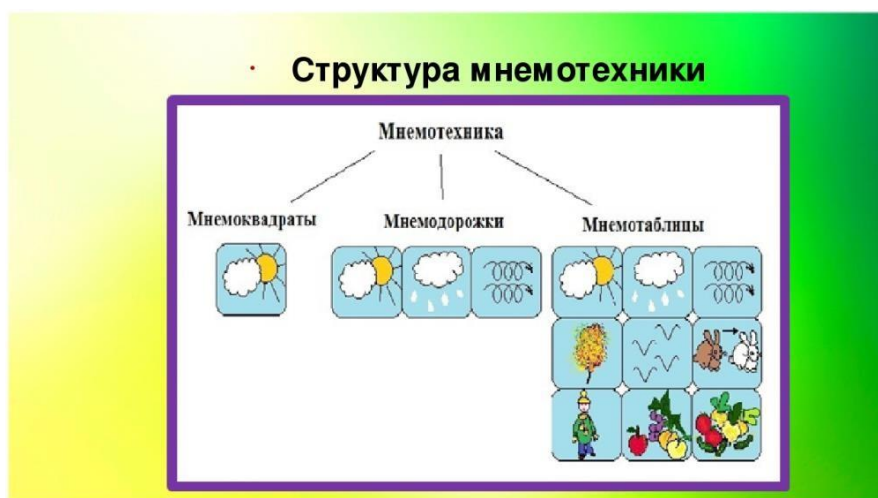 Структура мнемотехники
Мнемотехника
Мнемоквадраты
Мнемодорожки
Мнемотаблицы